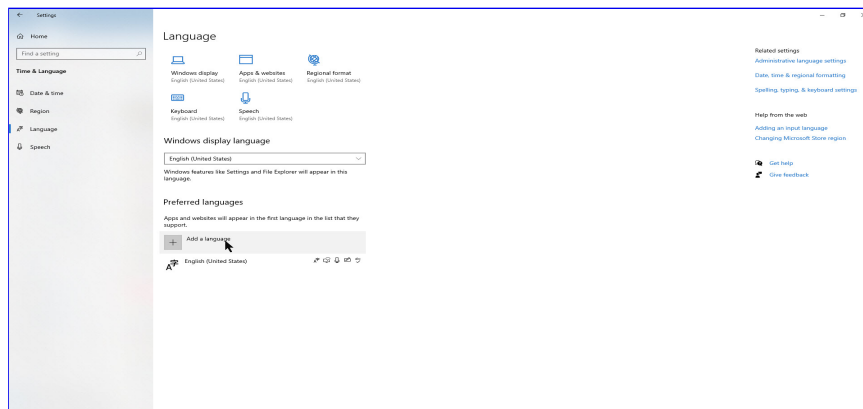 Settings
Home
Find a setting
Time & Language
Date & time
Region
Language
Speech
Language
Windows display
English (United States)
Apps & websites
English (United States)
Regional format
English (United States)
Keyboard
English (United States)
Speech
English (United States)
Windows display language
English (United States)
Windows features like Settings and File Explorer will appear in this
language.
Preferred languages
Apps and websites will appear in the first language in the list that they
support.
Add a language
English (United States)
Related settings
Administrative language settings
Date, time & regional formatting
Spelling, typing, & keyboard settings
Help from the web
Adding an input language
Changing Microsoft Store region
Get help
Give feedback